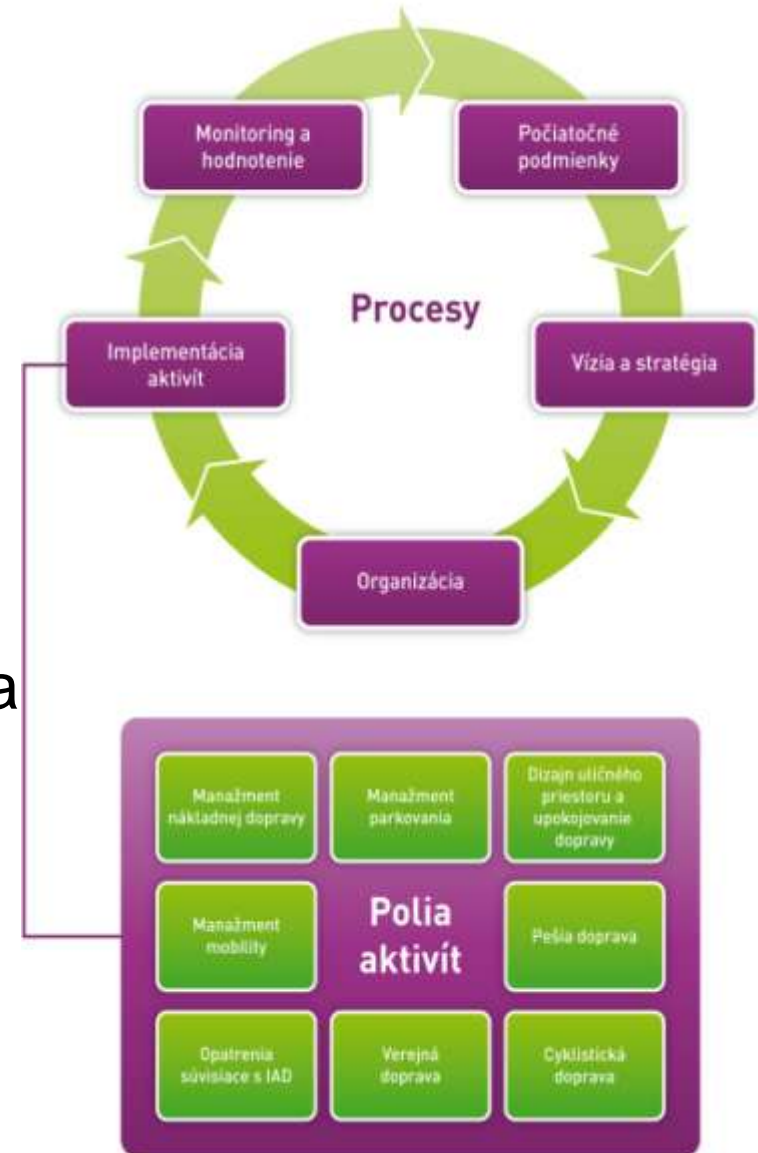 Monitoring a
hodnotenie
Počiatočné
podmienky
Procesy
Implementácia
aktivít
Vízia a stratégia
Organizácia
a
Manažment
nákladnej dopravy
Manažment
parkovania
Dizajn uličného
priestoru a
upokojovanie
dopravy
Manažment
mobility
Polia
aktivít
Pešia doprava
Opatrenia
súvisiace s IAD
Verejná
doprava
Cyklistická
doprava